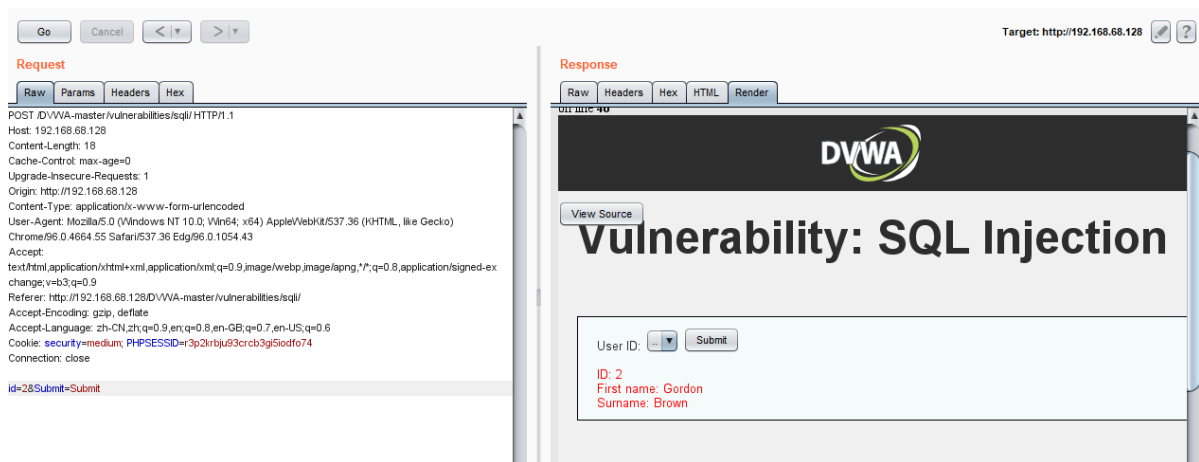 Go Cancel < >
Target: http://192.168.68.128 ?
Request
Raw Params Headers Hex
POST /DVWA-master/vulnerabilities/sqli/ HTTP/1.1
Host: 192.168.68.128
Content-Length: 18
Cache-Control: max-age=0
Upgrade-Insecure-Requests: 1
Origin: http://192.168.68.128
Content-Type: application/x-www-form-urlencoded
User-Agent: Mozilla/5.0 (Windows NT 10.0; Win64; x64) AppleWebKit/537.36 (KHTML, like Gecko)
Chrome/96.0.4664.55 Safari/537.36 Edg/96.0.1054.43
Accept:
text/html,application/xhtml+xml,application/xml;q=0.9,image/webp,image/apng,*/*;q=0.8,application/signed-ex
change;v=b3;q=0.9
Referer: http://192.168.68.128/DVWA-master/vulnerabilities/sqli/
Accept-Encoding: gzip, deflate
Accept-Language: zh-CN,zh;q=0.9,en;q=0.8,en-GB;q=0.7,en-US;q=0.6
Cookie: security=medium; PHPSESSID=r3p2krbju93crcb3gi5iodfo74
Connection: close
id=2&Submit=Submit
Response
Raw Headers Hex HTML Render
on line 46
DVWA
View Source
Vulnerability: SQL Injection
User ID: .. Submit
ID: 2
First name: Gordon
Surname: Brown